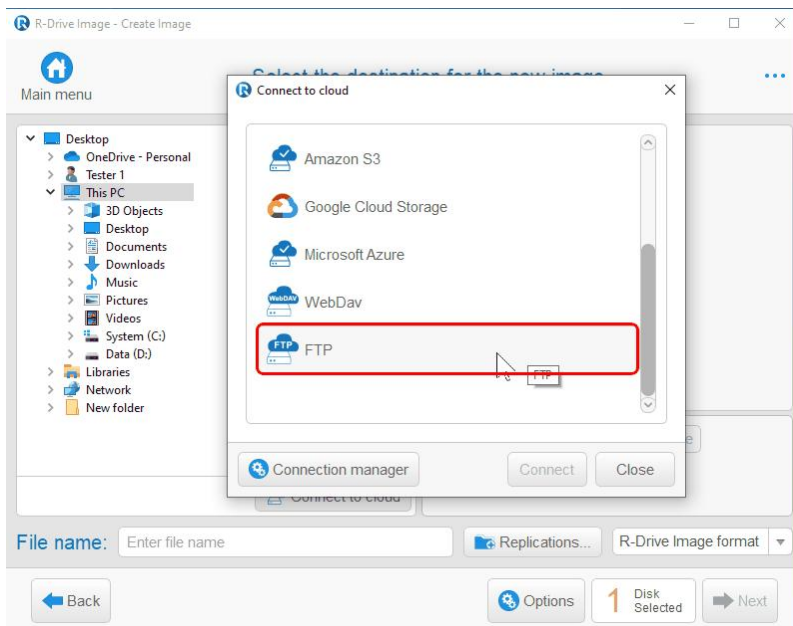 R-Drive Image - Create Image
Main menu
Select the destination for the new image
Desktop
OneDrive - Personal
Tester 1
This PC
3D Objects
Desktop
Documents
Downloads
Music
Pictures
Videos
System (C:)
Data (D:)
Libraries
Network
New folder
Connect to cloud
Amazon S3
Google Cloud Storage
Microsoft Azure
WebDAV
WebDav
FTP
FTP
FTP
Connection manager
Connect
Close
Connect to cloud
File name:
Enter file name
Replications...
R-Drive Image format
Back
Options
1
Disk
Selected
Next